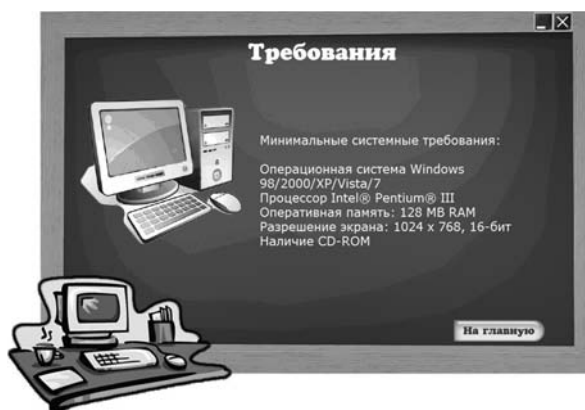 Требования
Минимальные системные требования:
Операционная система Windows
98/2000/XP/Vista/7
Процессор Intel® Pentium® III
Оперативная память: 128 MB RAM
Разрешение экрана: 1024 x 768, 16-бит
Наличие CD-ROM
На главную